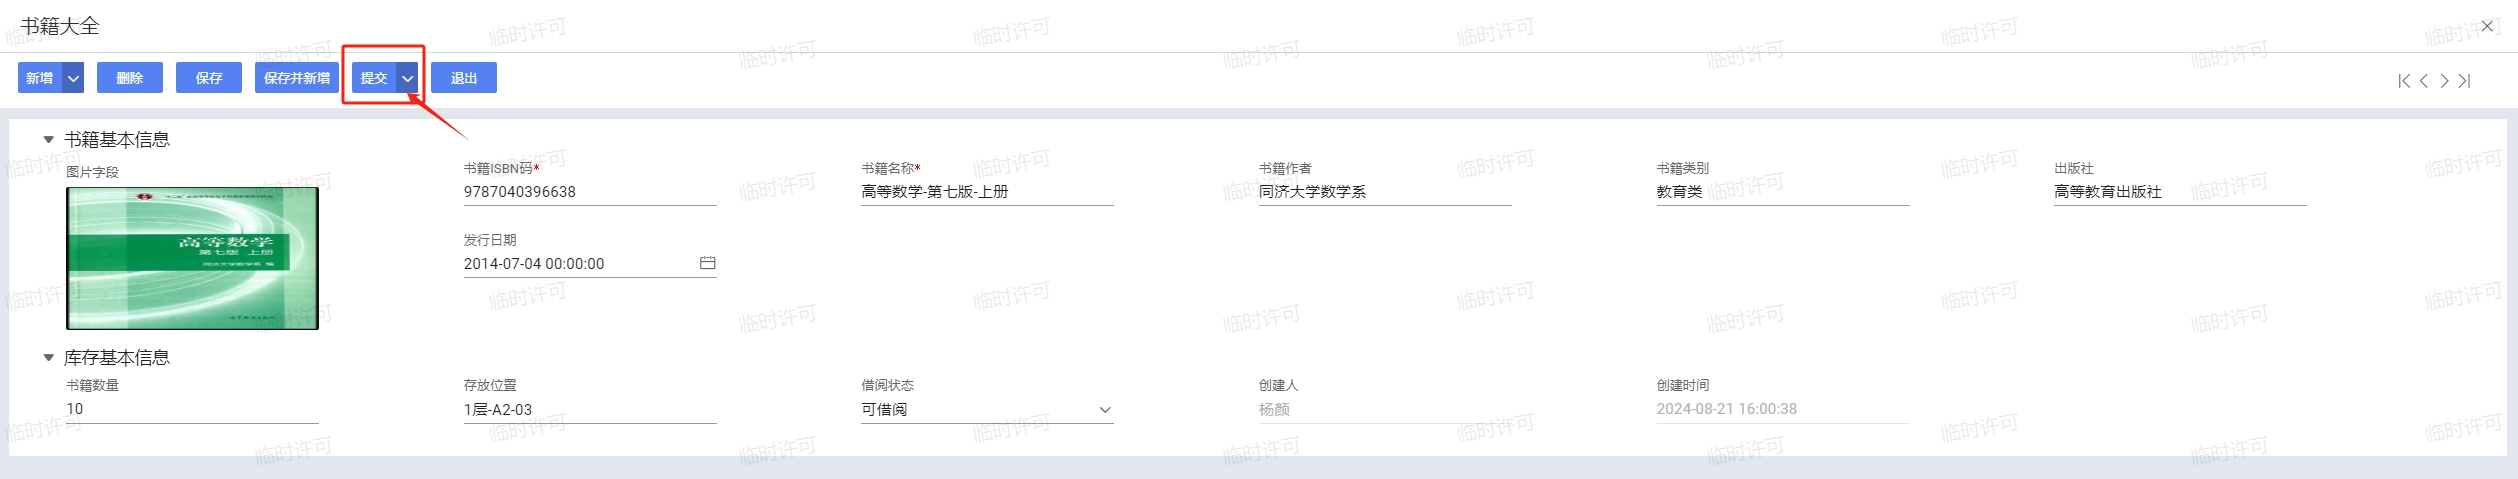 书籍大全
新增 删除 保存 保存并新增 提交 退出
书籍基本信息
图片字段
高等数学
第七版 上册
同济大学数学系 编
书籍ISBN码*
9787040396638
书籍名称*
高等数学-第七版-上册
书籍作者
同济大学数学系
书籍类别
教育类
出版社
高等教育出版社
发行日期
2014-07-04 00:00:00
库存基本信息
书籍数量
10
存放位置
1层-A2-03
借阅状态
可借阅
创建人
杨颜
创建时间
2024-08-21 16:00:38
临时许可